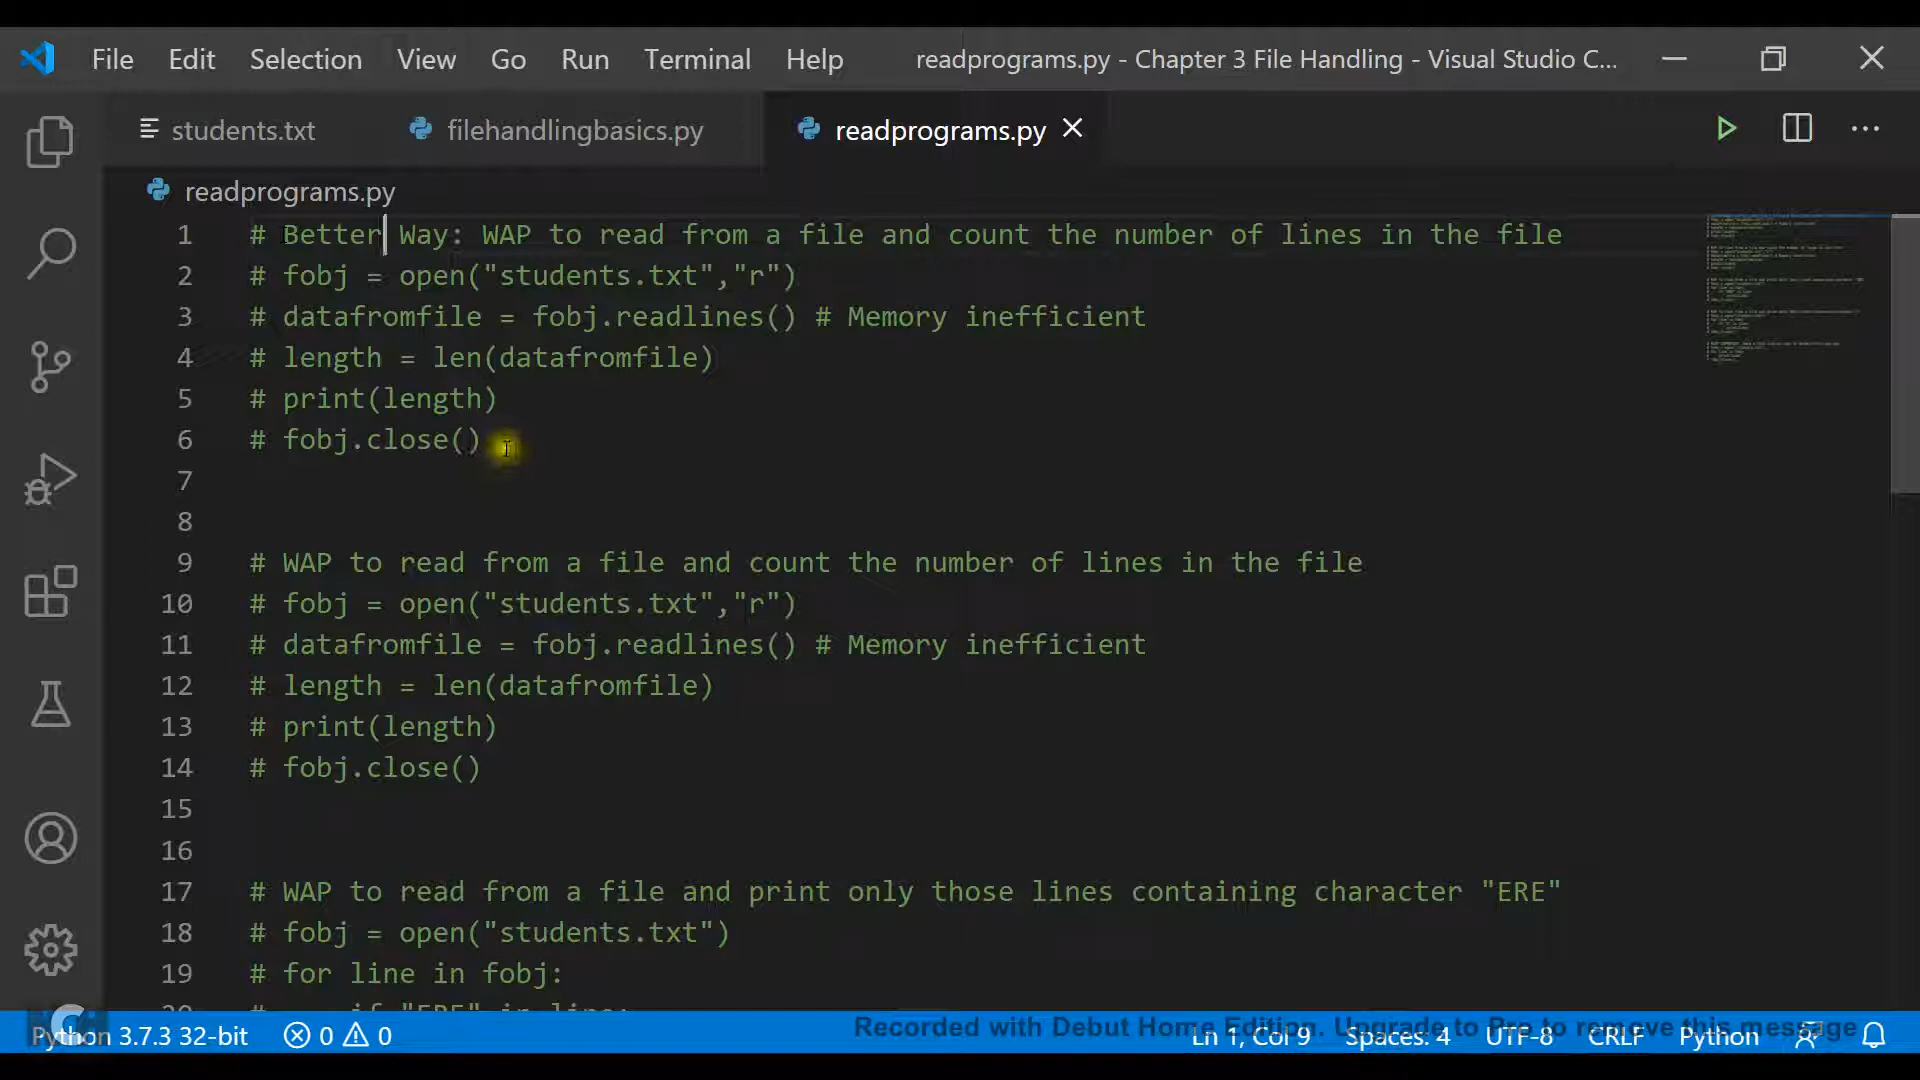 File Edit Selection View Go Run Terminal Help readprograms.py - Chapter 3 File Handling - Visual Studio C...
students.txt filehandlingbasics.py readprograms.py
readprograms.py
1 # Better Way: WAP to read from a file and count the number of lines in the file
2 # fobj = open("students.txt","r")
3 # datafromfile = fobj.readlines() # Memory inefficient
4 # length = len(datafromfile)
5 # print(length)
6 # fobj.close()
7
8
9 # WAP to read from a file and count the number of lines in the file
10 # fobj = open("students.txt","r")
11 # datafromfile = fobj.readlines() # Memory inefficient
12 # length = len(datafromfile)
13 # print(length)
14 # fobj.close()
15
16
17 # WAP to read from a file and print only those lines containing character "ERE"
18 # fobj = open("students.txt")
19 # for line in fobj:
20 #    if "ERE" in line:
Recorded with Debut Home Edition. Upgrade to Pro to remove this message
Python 3.7.3 32-bit 0 0 Ln 1, Col 9 Spaces: 4 UTF-8 CRLF Python